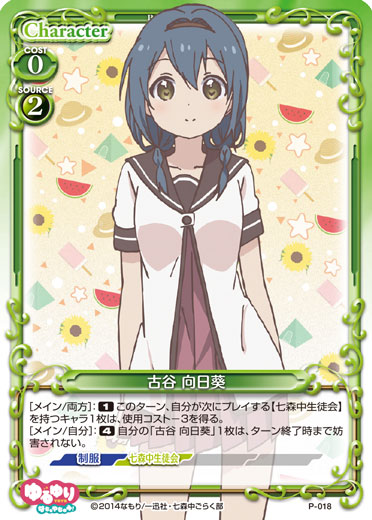 Character
COST
0
SOURCE
2
古谷 向日葵
[メイン/両方]：1 このターン、自分が次にプレイする【七森中生徒会】
を持つキャラ１枚は、使用コスト－３を得る。
[メイン/自分]：4 自分の「古谷 向日葵」１枚は、ターン終了時まで妨
害されない。
制服 七森中生徒会
ゆるゆり
©2014なもり/一迅社・七森中ごらく部
P-018